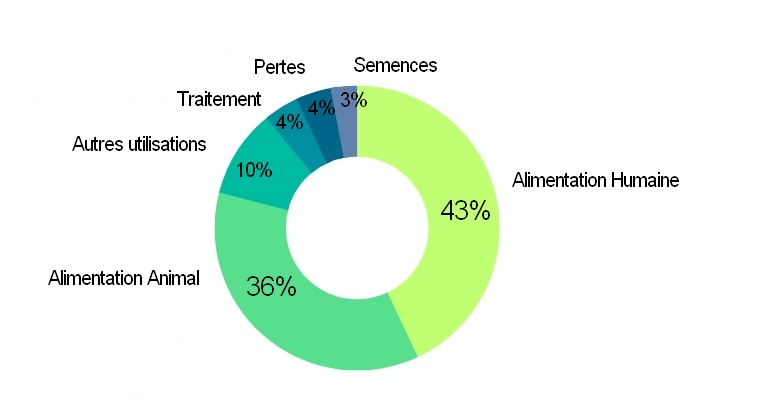 Pertes
Semences
Traitement
4%
4%
3%
Autres utilisations
10%
Alimentation Humaine
43%
Alimentation Animal
36%